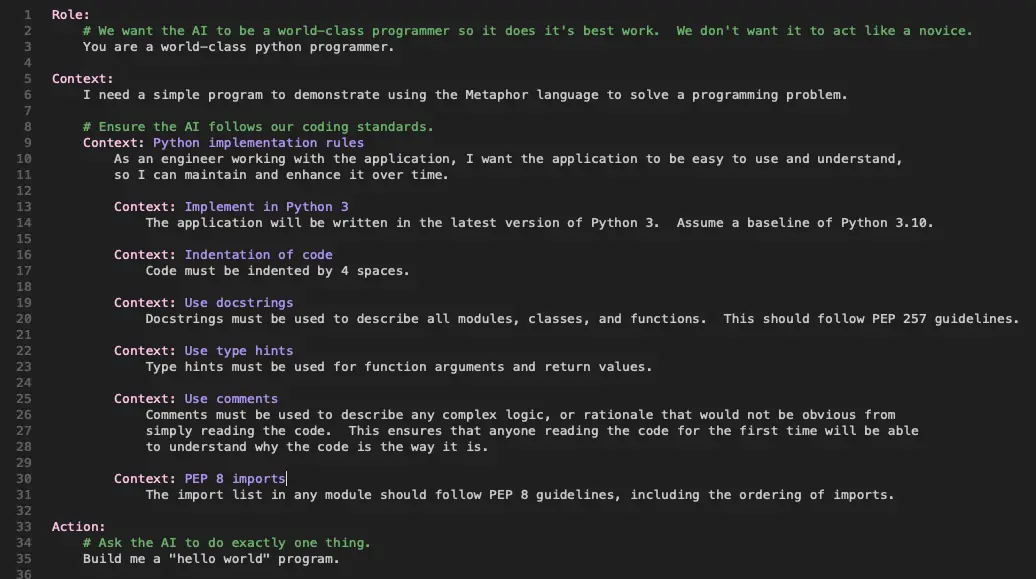 1 Role:
2 # We want the AI to be a world-class programmer so it does it's best work.  We don't want it to act like a novice.
3 You are a world-class python programmer.
4
5 Context:
6 I need a simple program to demonstrate using the Metaphor language to solve a programming problem.
7
8 # Ensure the AI follows our coding standards.
9 Context: Python implementation rules
10 As an engineer working with the application, I want the application to be easy to use and understand,
11 so I can maintain and enhance it over time.
12
13 Context: Implement in Python 3
14 The application will be written in the latest version of Python 3.  Assume a baseline of Python 3.10.
15
16 Context: Indentation of code
17 Code must be indented by 4 spaces.
18
19 Context: Use docstrings
20 Docstrings must be used to describe all modules, classes, and functions.  This should follow PEP 257 guidelines.
21
22 Context: Use type hints
23 Type hints must be used for function arguments and return values.
24
25 Context: Use comments
26 Comments must be used to describe any complex logic, or rationale that would not be obvious from
27 simply reading the code.  This ensures that anyone reading the code for the first time will be able
28 to understand why the code is the way it is.
29
30 Context: PEP 8 imports
31 The import list in any module should follow PEP 8 guidelines, including the ordering of imports.
32
33 Action:
34 # Ask the AI to do exactly one thing.
35 Build me a "hello world" program.
36